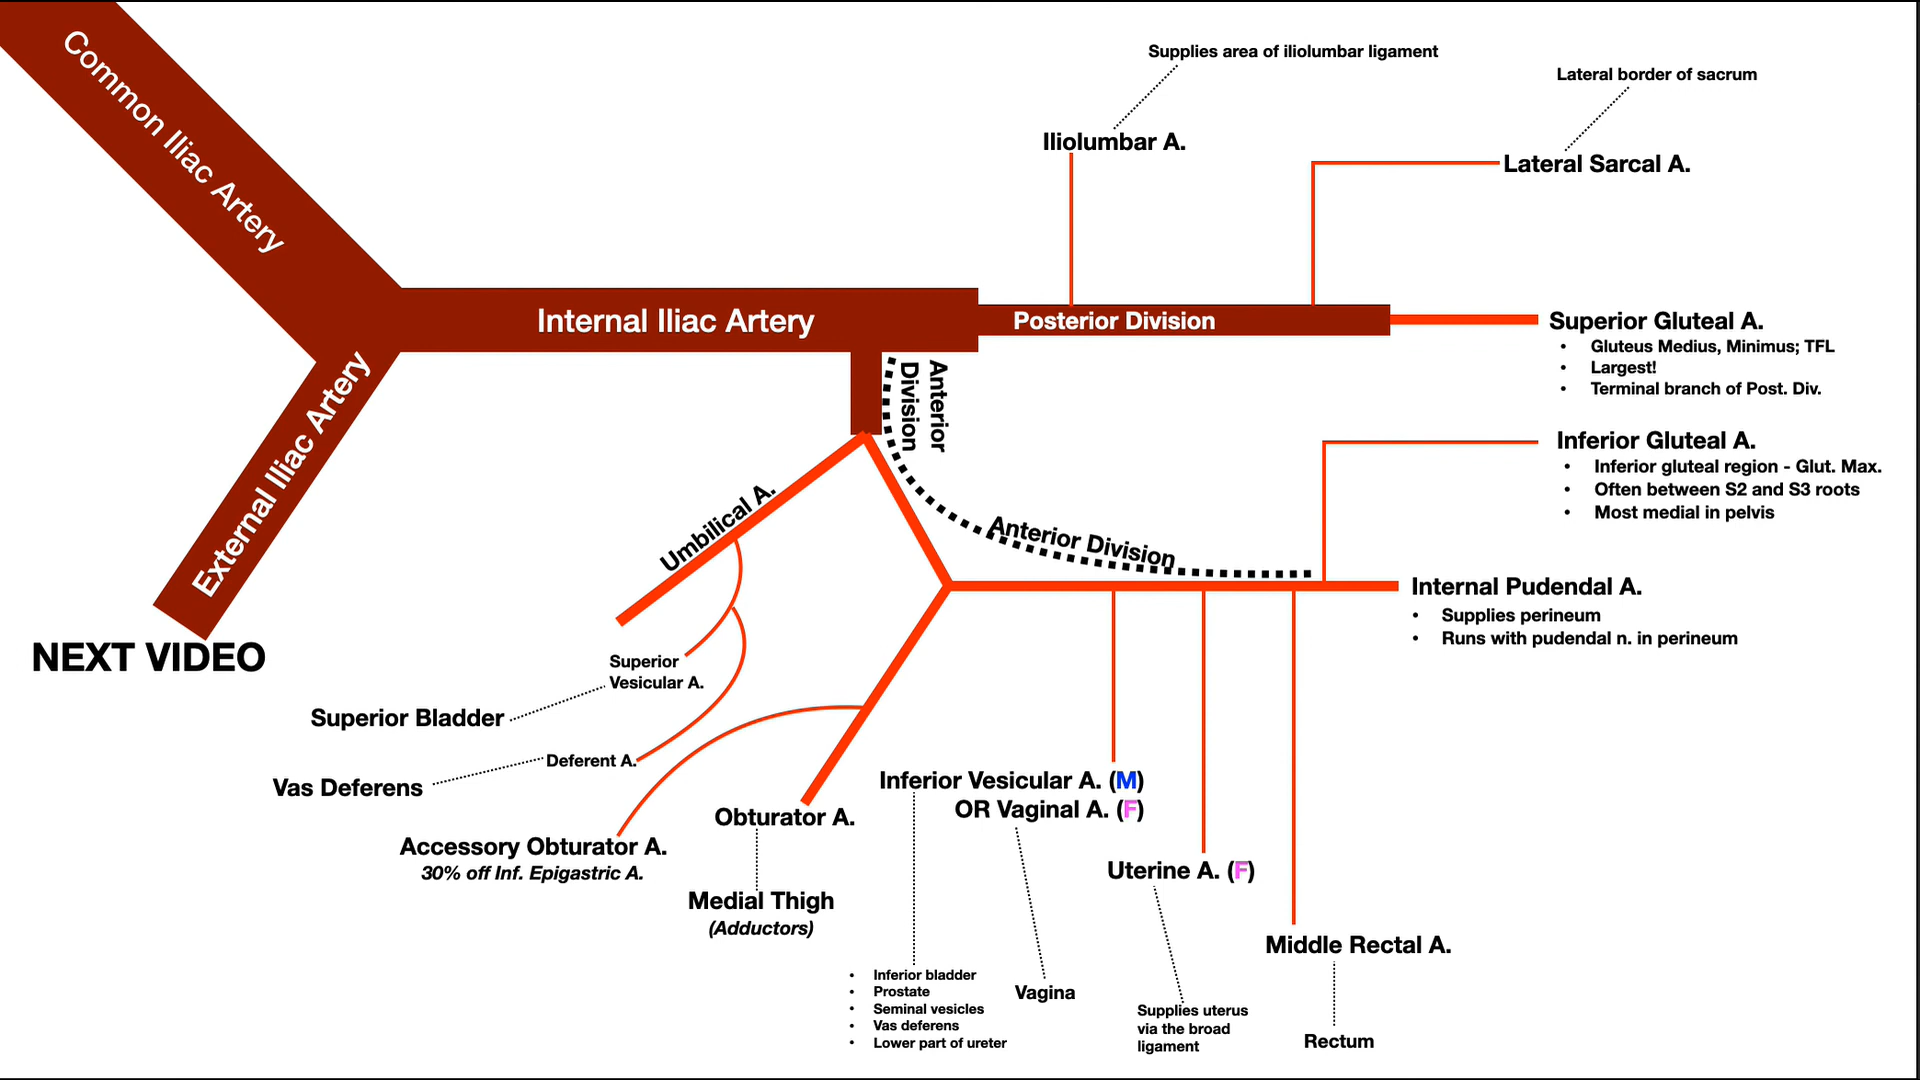 Common Iliac Artery
Supplies area of iliolumbar ligament
Lateral border of sacrum
Iliolumbar A.
Lateral Sarcal A.
Internal Iliac Artery
Posterior Division
Superior Gluteal A.
• Gluteus Medius, Minimus; TFL
• Largest!
• Terminal branch of Post. Div.
External Iliac Artery
NEXT VIDEO
Anterior
Division
Inferior Gluteal A.
• Inferior gluteal region - Glut. Max.
• Often between S2 and S3 roots
• Most medial in pelvis
Umbilical A.
Anterior Division
Internal Pudendal A.
• Supplies perineum
• Runs with pudendal n. in perineum
Superior
Vesicular A.
Superior Bladder
Deferent A.
Vas Deferens
Accessory Obturator A.
30% off Inf. Epigastric A.
Obturator A.
Medial Thigh
(Adductors)
Inferior Vesicular A. (M)
OR Vaginal A. (F)
• Inferior bladder
• Prostate
• Seminal vesicles
• Vas deferens
• Lower part of ureter
Vagina
Uterine A. (F)
Supplies uterus
via the broad
ligament
Middle Rectal A.
Rectum